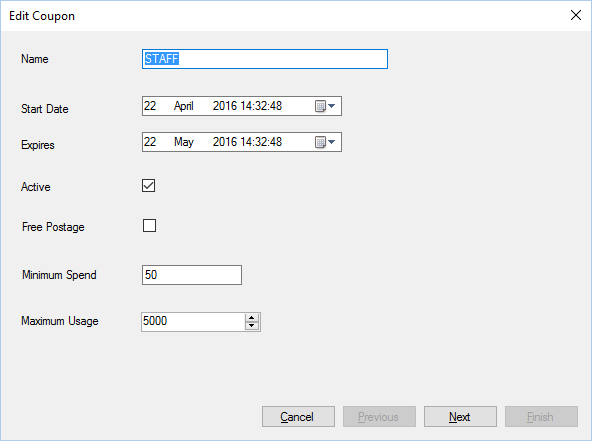 Edit Coupon
Name STAFF
Start Date 22 April 2016 14:32:48
Expires 22 May 2016 14:32:48
Active
Free Postage
Minimum Spend 50
Maximum Usage 5000
Cancel Previous Next Finish